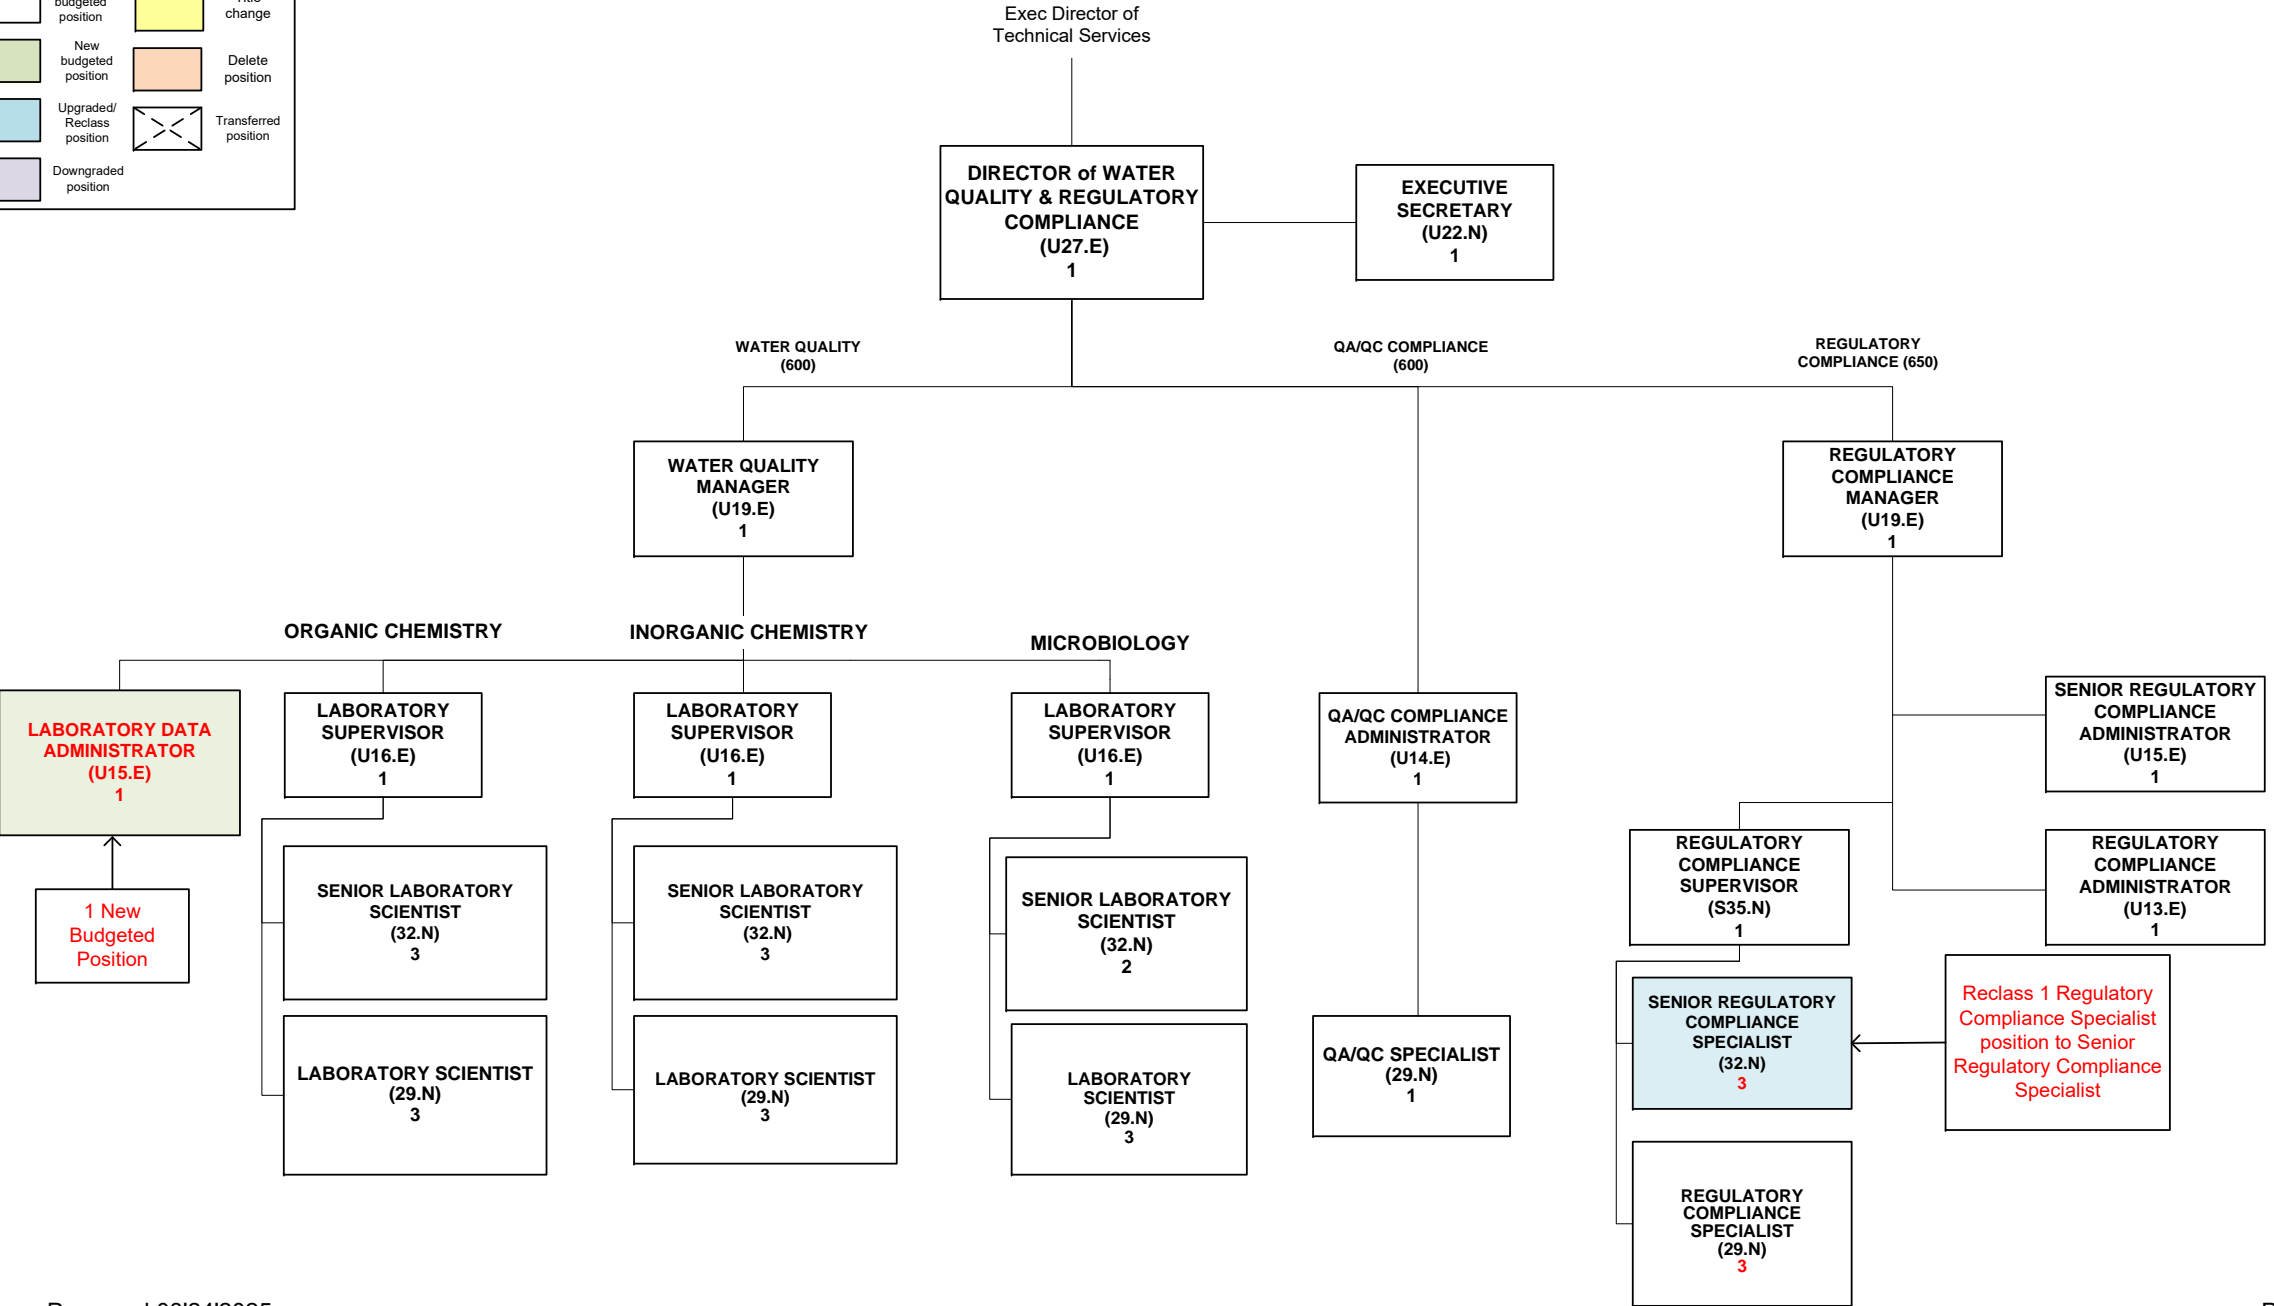 budgeted
position
change
New
budgeted
position
Delete
position
Upgraded/
Reclass
position
Transferred
position
Downgraded
position
Exec Director of
Technical Services
DIRECTOR of WATER
QUALITY & REGULATORY
COMPLIANCE
(U27.E)
1
EXECUTIVE
SECRETARY
(U22.N)
1
WATER QUALITY
(600)
QA/QC COMPLIANCE
(600)
REGULATORY
COMPLIANCE (650)
WATER QUALITY
MANAGER
(U19.E)
1
REGULATORY
COMPLIANCE
MANAGER
(U19.E)
1
ORGANIC CHEMISTRY
INORGANIC CHEMISTRY
MICROBIOLOGY
LABORATORY DATA
ADMINISTRATOR
(U15.E)
1
LABORATORY
SUPERVISOR
(U16.E)
1
LABORATORY
SUPERVISOR
(U16.E)
1
LABORATORY
SUPERVISOR
(U16.E)
1
QA/QC COMPLIANCE
ADMINISTRATOR
(U14.E)
1
SENIOR REGULATORY
COMPLIANCE
ADMINISTRATOR
(U15.E)
1
REGULATORY
COMPLIANCE
SUPERVISOR
(S35.N)
1
REGULATORY
COMPLIANCE
ADMINISTRATOR
(U13.E)
1
1 New
Budgeted
Position
SENIOR LABORATORY
SCIENTIST
(32.N)
3
SENIOR LABORATORY
SCIENTIST
(32.N)
3
SENIOR LABORATORY
SCIENTIST
(32.N)
2
SENIOR REGULATORY
COMPLIANCE
SPECIALIST
(32.N)
3
Reclass 1 Regulatory
Compliance Specialist
position to Senior
Regulatory Compliance
Specialist
LABORATORY SCIENTIST
(29.N)
3
LABORATORY SCIENTIST
(29.N)
3
LABORATORY
SCIENTIST
(29.N)
3
QA/QC SPECIALIST
(29.N)
1
REGULATORY
COMPLIANCE
SPECIALIST
(29.N)
3